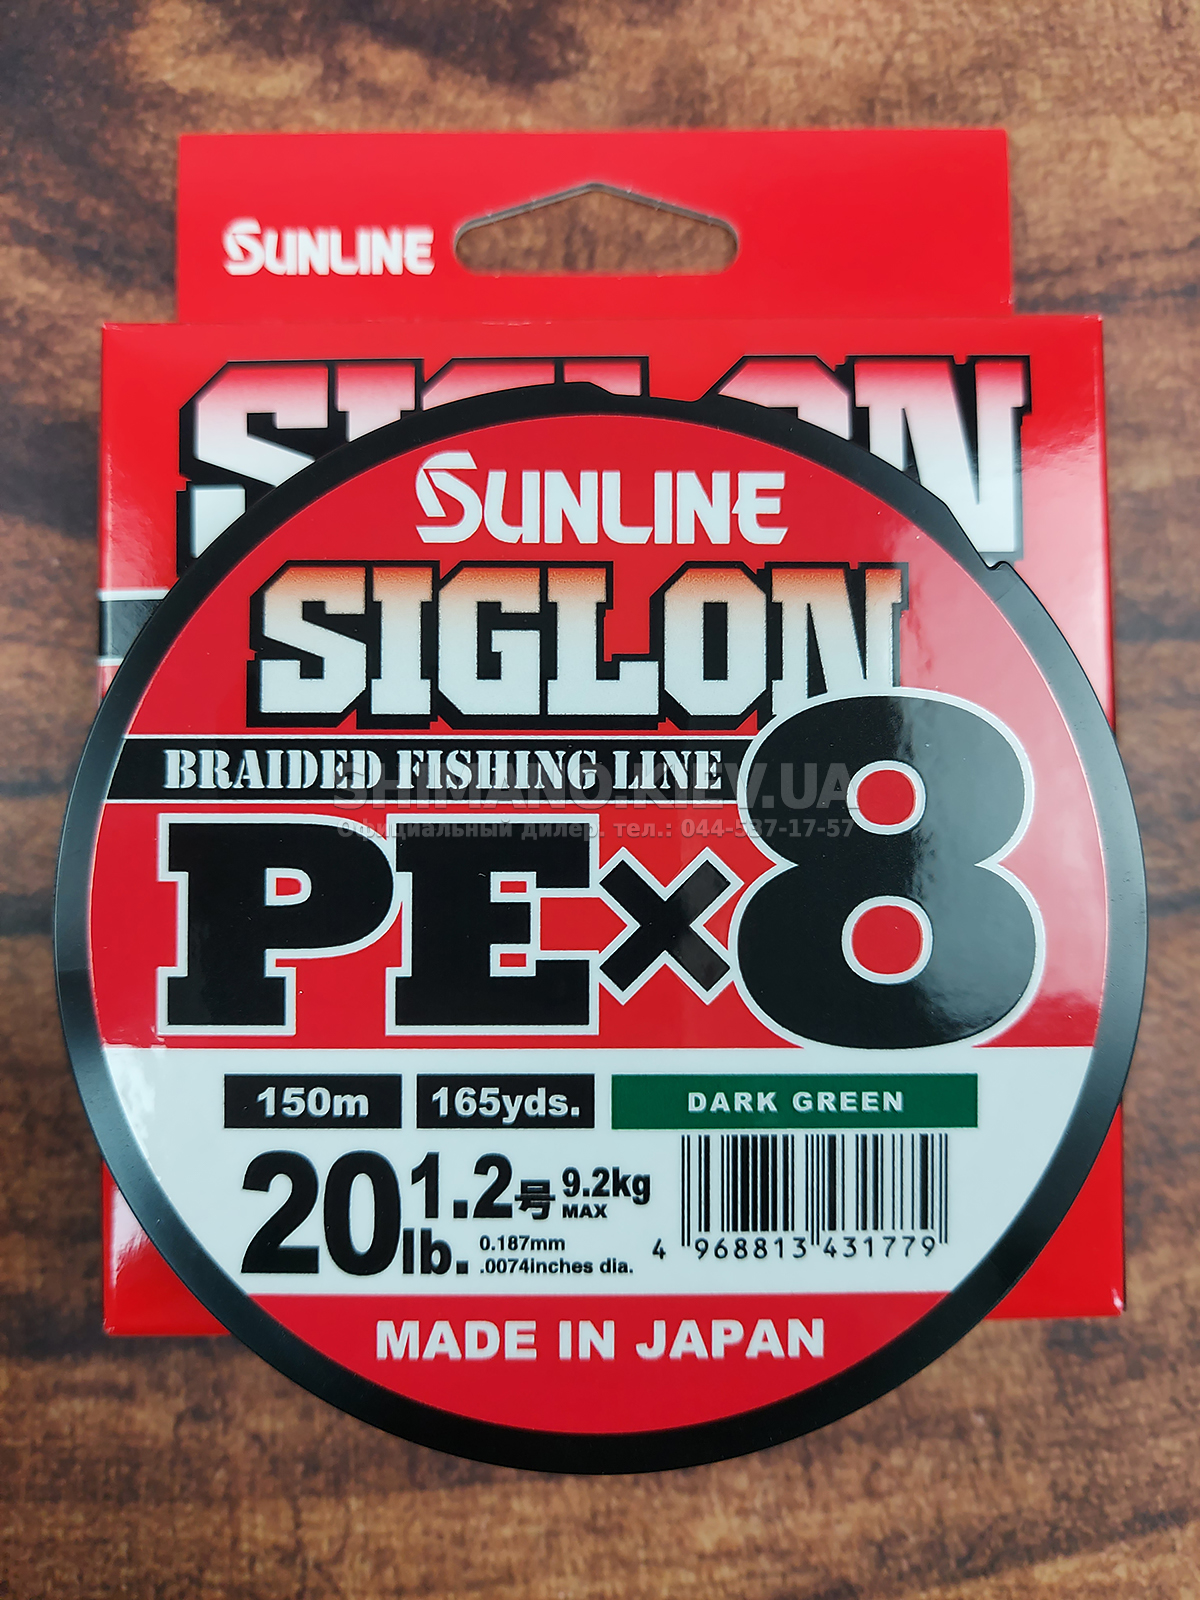 SUNLINE
SIGLON
SUNLINE
SIGLON
BRAIDED FISHING LINE
SHIMANO.KIEV.UA
Официальный дилер. тел.: 044-537-17-57
PE×8
150m 165yds. DARK GREEN
20lb. 1.2号 9.2kg MAX
0.187mm
.0074inches dia.
4 968813 431779
MADE IN JAPAN